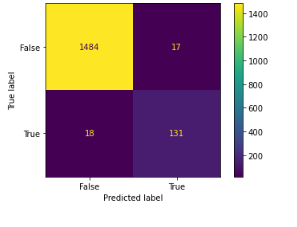 1400
False
1484
17
1200
1000
True label
800
600
True
18
131
400
200
False
True
Predicted label